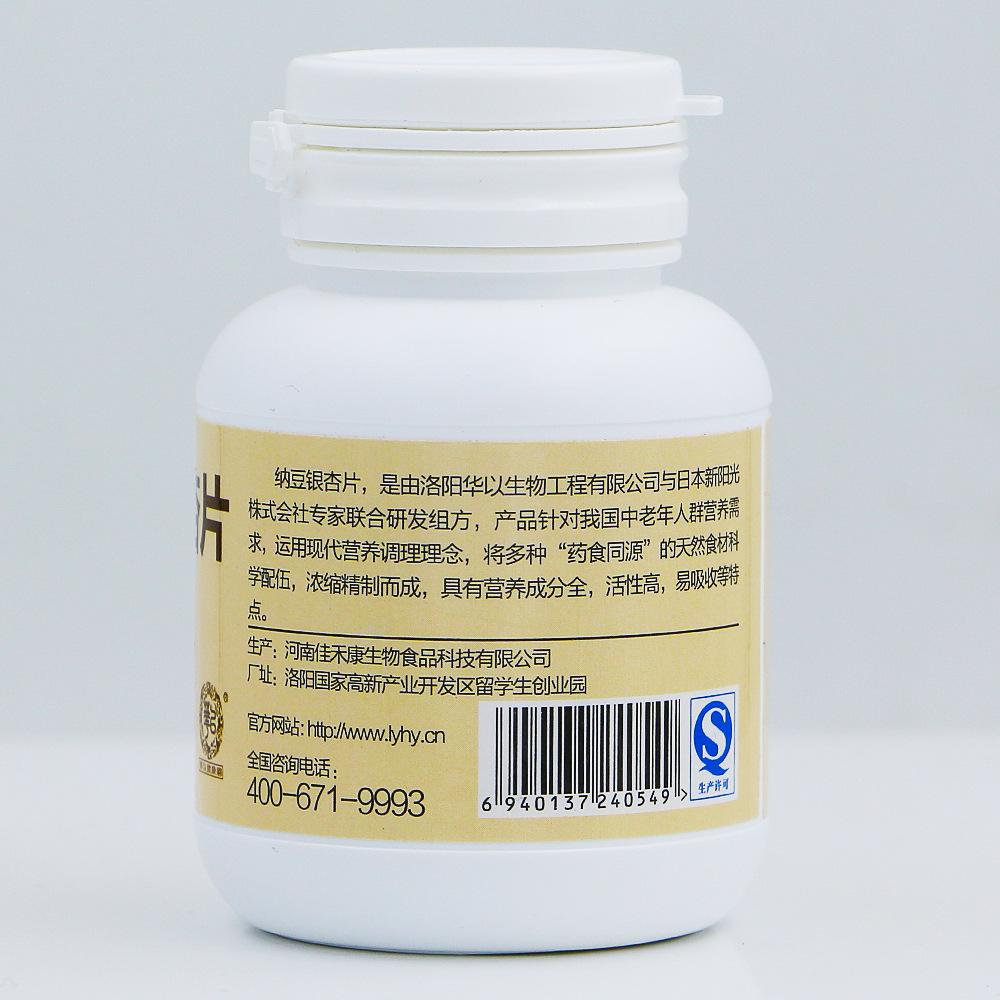 片
纳豆银杏片，是由洛阳华以生物工程有限公司与日本新阳光
株式会社专家联合研发组方，产品针对我国中老年人群营养需
求，运用现代营养调理理念，将多种“药食同源”的天然食材科
学配伍，浓缩精制而成，具有营养成分全，活性高，易吸收等特
点。
生产：河南佳禾康生物食品科技有限公司
厂址：洛阳国家高新产业开发区留学生创业园
官方网站: http://www.lyhy.cn
全国咨询电话：
400-671-9993
6 940137 240549 >
生产许可